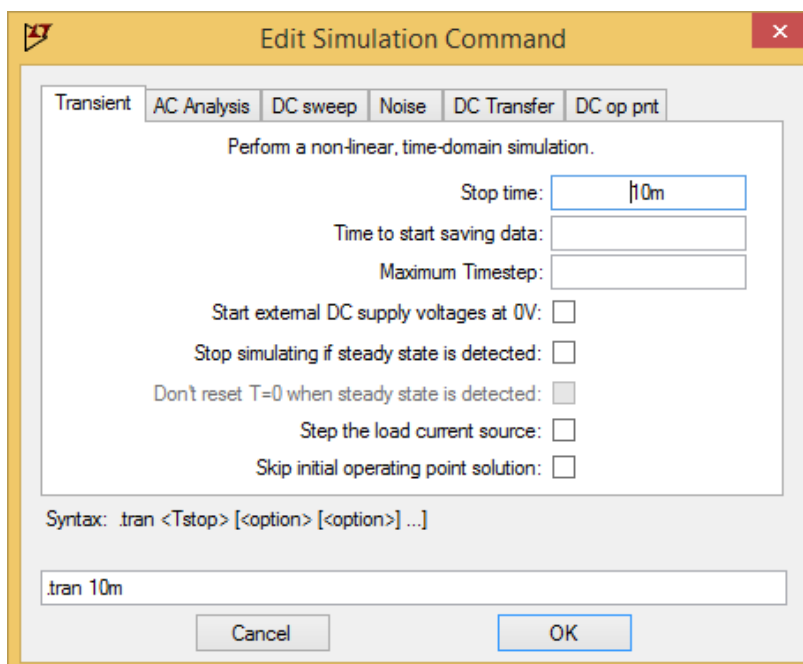 Edit Simulation Command
Transient AC Analysis DC sweep Noise DC Transfer DC op pnt
Perform a non-linear, time-domain simulation.
Stop time: 10m
Time to start saving data:
Maximum Timestep:
Start external DC supply voltages at 0V:
Stop simulating if steady state is detected:
Don't reset T=0 when steady state is detected:
Step the load current source:
Skip initial operating point solution:
Syntax: .tran <Tstop> [<option> [<option>] ...]
.tran 10m
Cancel OK